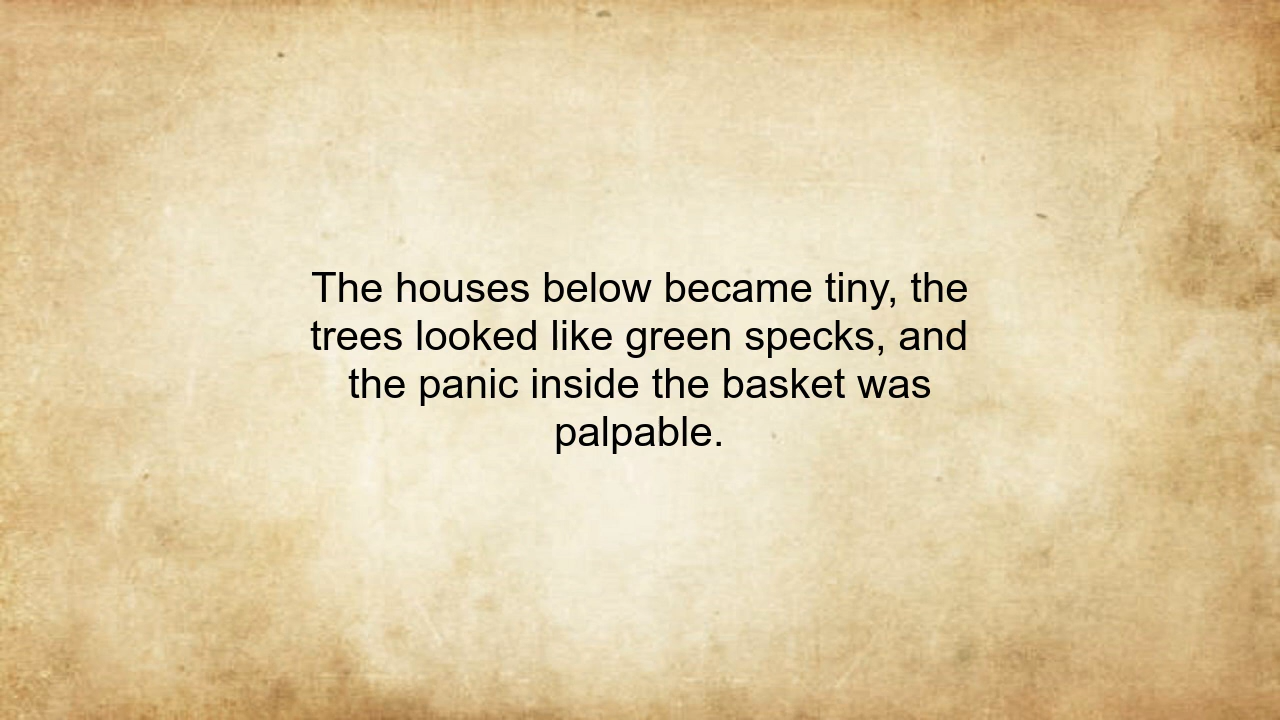 The houses below became tiny, the
trees looked like green specks, and
the panic inside the basket was
palpable.